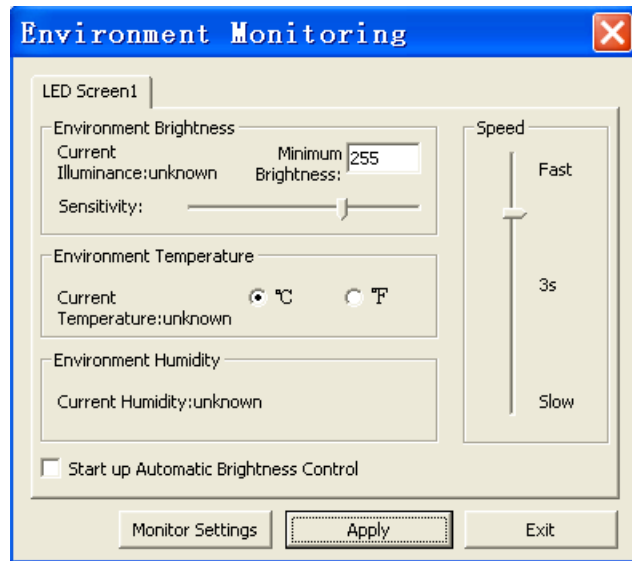 Environment Monitoring
LED Screen1
Environment Brightness
Current
Illuminance:unknown
Minimum
Brightness:
255
Sensitivity:
Environment Temperature
Current
Temperature:unknown
℃
℉
Environment Humidity
Current Humidity:unknown
Speed
Fast
3s
Slow
Start up Automatic Brightness Control
Monitor Settings
Apply
Exit